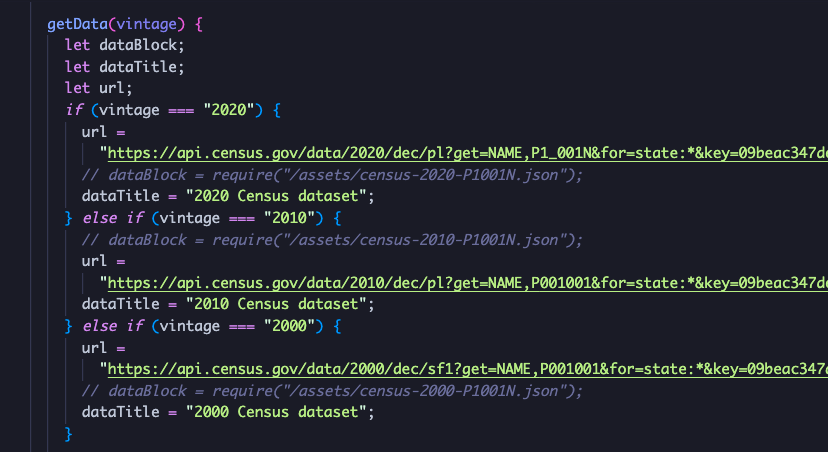 getData(vintage) {
let dataBlock;
let dataTitle;
let url;
if (vintage === "2020") {
url =
"https://api.census.gov/data/2020/dec/pl?get=NAME,P1_001N&for=state:*&key=09beac347d
// dataBlock = require("/assets/census-2020-P1001N.json");
dataTitle = "2020 Census dataset";
} else if (vintage === "2010") {
// dataBlock = require("/assets/census-2010-P1001N.json");
url =
"https://api.census.gov/data/2010/dec/pl?get=NAME,P001001&for=state:*&key=09beac347d
dataTitle = "2010 Census dataset";
} else if (vintage === "2000") {
url =
"https://api.census.gov/data/2000/dec/sf1?get=NAME,P001001&for=state:*&key=09beac347
// dataBlock = require("/assets/census-2000-P1001N.json");
dataTitle = "2000 Census dataset";
}